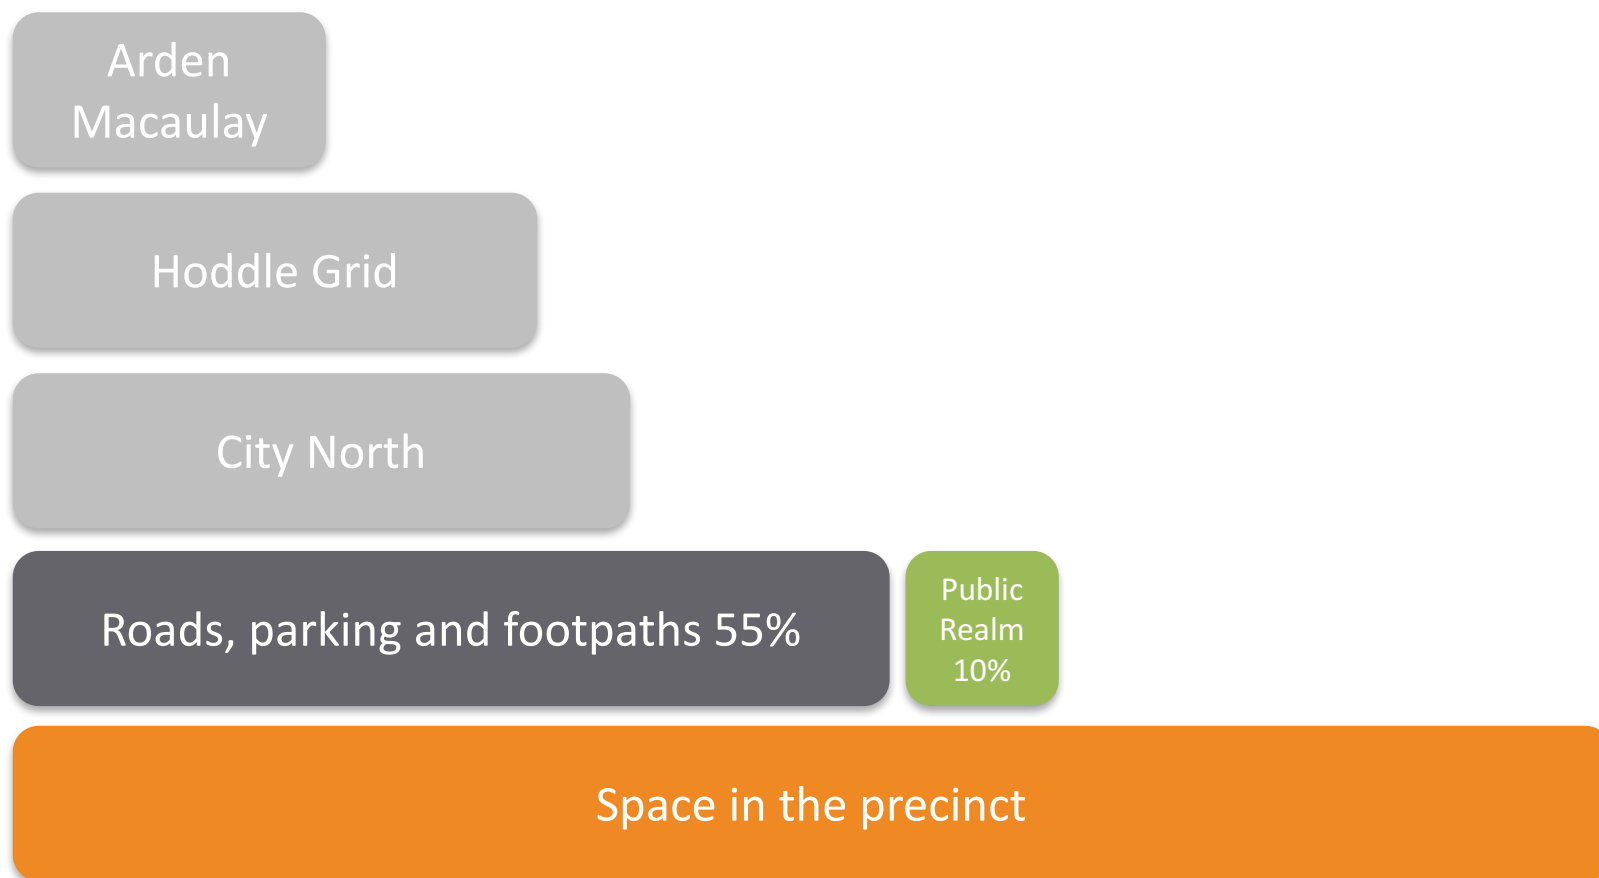 Arden
Macaulay
Hoddle Grid
City North
Roads, parking and footpaths 55%
Public
Realm
10%
Space in the precinct